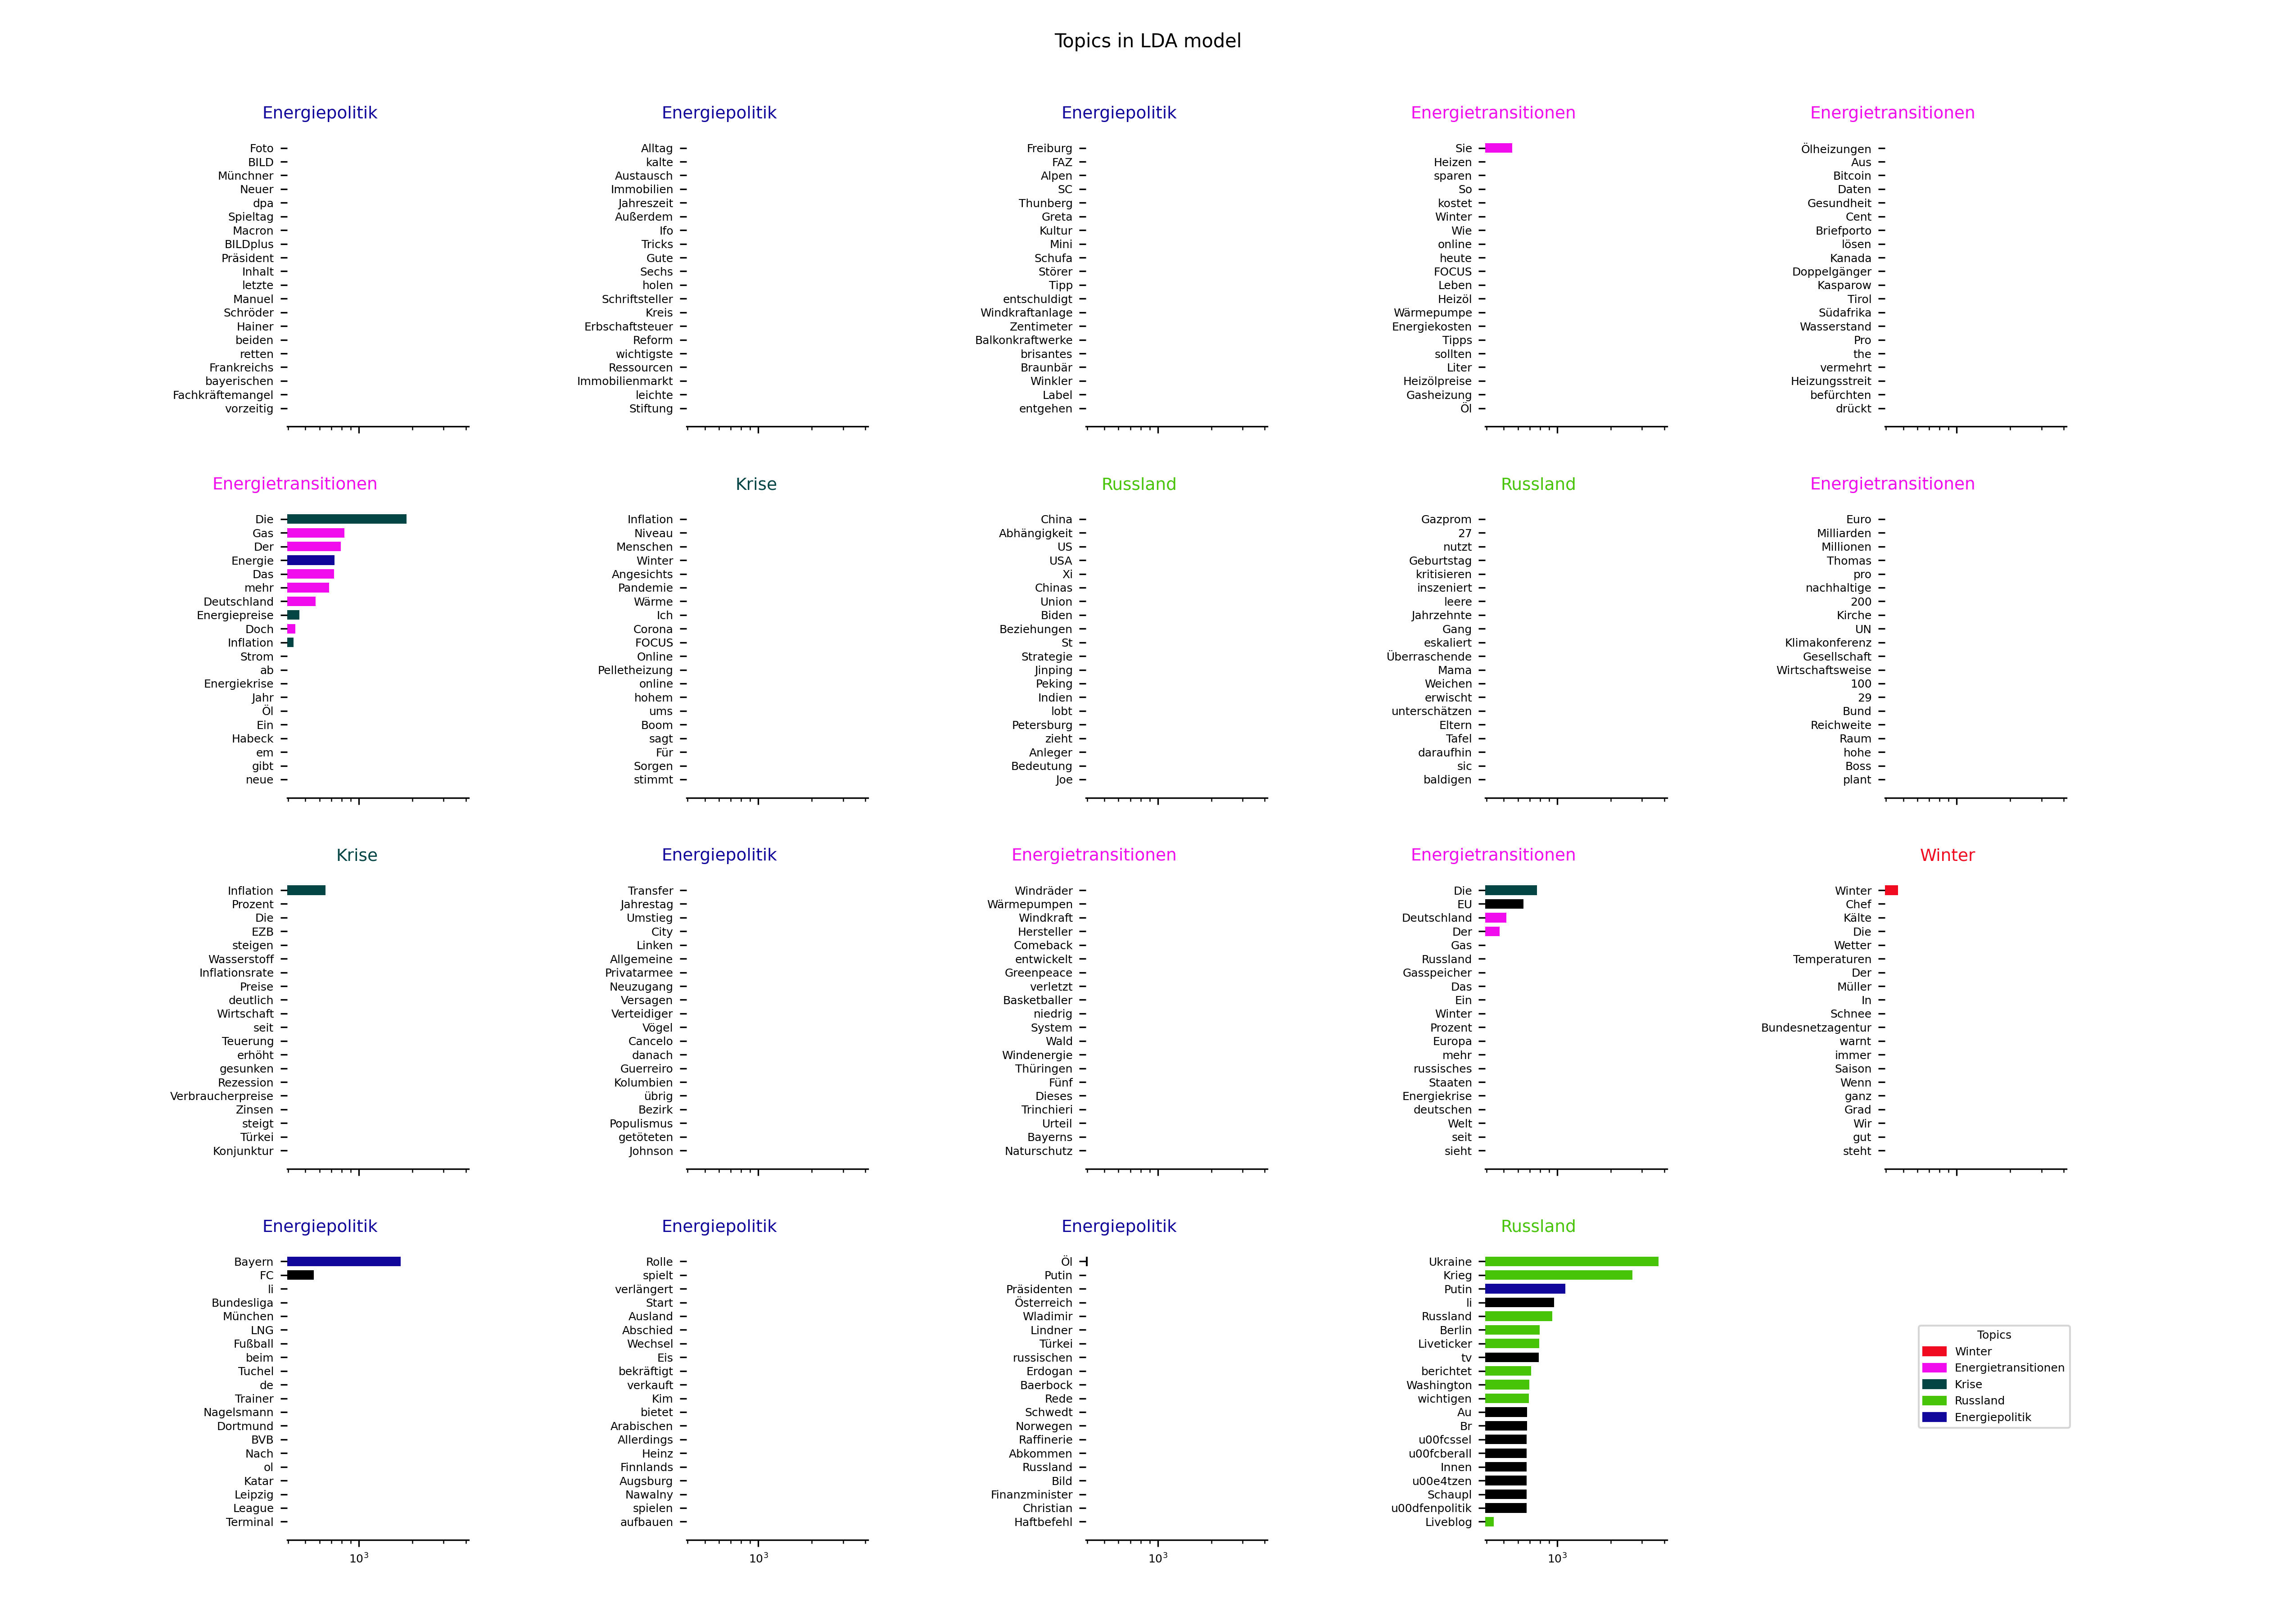 Topics in LDA model
Energiepolitik
Foto
BILD
Münchner
Neuer
dpa
Spieltag
Macron
BILDplus
Präsident
Inhalt
letzte
Manuel
Schröder
Hainer
beiden
retten
Frankreichs
bayerischen
Fachkräftemangel
vorzeitig
Energiepolitik
Alltag
kalte
Austausch
Immobilien
Jahreszeit
Außerdem
Ifo
Tricks
Gute
Sechs
holen
Schriftsteller
Kreis
Erbschaftsteuer
Reform
wichtigste
Ressourcen
Immobilienmarkt
leichte
Stiftung
Energiepolitik
Freiburg
FAZ
Alpen
SC
Thunberg
Greta
Kultur
Mini
Schufa
Störer
Tipp
entschuldigt
Windkraftanlage
Zentimeter
Balkonkraftwerke
brisantes
Braunbär
Winkler
Label
entgehen
Energietransitionen
Sie
Heizen
sparen
So
kostet
Winter
Wie
online
heute
FOCUS
Leben
Heizöl
Wärmepumpe
Energiekosten
Tipps
sollten
Liter
Heizölpreise
Gasheizung
Öl
Energietransitionen
Ölheizungen
Aus
Bitcoin
Daten
Gesundheit
Cent
Briefporto
lösen
Kanada
Doppelgänger
Kasparow
Tirol
Südafrika
Wasserstand
Pro
the
vermehrt
Heizungsstreit
befürchten
drückt
Energietransitionen
Die
Gas
Der
Energie
Das
mehr
Deutschland
Energiepreise
Doch
Inflation
Strom
ab
Energiekrise
Jahr
Öl
Ein
Habeck
em
gibt
neue
Krise
Inflation
Niveau
Menschen
Winter
Angesichts
Pandemie
Wärme
Ich
Corona
FOCUS
Online
Pelletheizung
online
hohem
ums
Boom
sagt
Für
Sorgen
stimmt
Russland
China
Abhängigkeit
US
USA
Xi
Chinas
Union
Biden
Beziehungen
St
Strategie
Jinping
Peking
Indien
lobt
Petersburg
zieht
Anleger
Bedeutung
Joe
Russland
Gazprom
27
nutzt
Geburtstag
kritisieren
inszeniert
leere
Jahrzehnte
Gang
eskaliert
Überraschende
Mama
Weichen
erwischt
unterschätzen
Eltern
Tafel
daraufhin
sic
baldigen
Energietransitionen
Euro
Milliarden
Millionen
Thomas
pro
nachhaltige
200
Kirche
UN
Klimakonferenz
Gesellschaft
Wirtschaftsweise
100
29
Bund
Reichweite
Raum
hohe
Boss
plant
Krise
Inflation
Prozent
Die
EZB
steigen
Wasserstoff
Inflationsrate
Preise
deutlich
Wirtschaft
seit
Teuerung
erhöht
gesunken
Rezession
Verbraucherpreise
Zinsen
steigt
Türkei
Konjunktur
Energiepolitik
Transfer
Jahrestag
Umstieg
City
Linken
Allgemeine
Privatarmee
Neuzugang
Versagen
Verteidiger
Vögel
Cancelo
danach
Guerreiro
Kolumbien
übrig
Bezirk
Populismus
getöteten
Johnson
Energietransitionen
Windräder
Wärmepumpen
Windkraft
Hersteller
Comeback
entwickelt
Greenpeace
verletzt
Basketballer
niedrig
System
Wald
Windenergie
Thüringen
Fünf
Dieses
Trinchieri
Urteil
Bayerns
Naturschutz
Energietransitionen
Die
EU
Deutschland
Der
Gas
Russland
Gasspeicher
Das
Ein
Winter
Prozent
Europa
mehr
russisches
Staaten
Energiekrise
deutschen
Welt
seit
sieht
Winter
Winter
Chef
Kälte
Die
Wetter
Temperaturen
Der
Müller
In
Schnee
Bundesnetzagentur
warnt
immer
Saison
Wenn
ganz
Grad
Wir
gut
steht
Energiepolitik
Bayern
FC
li
Bundesliga
München
LNG
Fußball
beim
Tuchel
de
Trainer
Nagelsmann
Dortmund
BVB
Nach
ol
Katar
Leipzig
League
Terminal
10³
Energiepolitik
Rolle
spielt
verlängert
Start
Ausland
Abschied
Wechsel
Eis
bekräftigt
verkauft
Kim
bietet
Arabischen
Allerdings
Heinz
Finnlands
Augsburg
Nawalny
spielen
aufbauen
10³
Energiepolitik
Öl
Putin
Präsidenten
Österreich
Wladimir
Lindner
Türkei
russischen
Erdogan
Baerbock
Rede
Schwedt
Norwegen
Raffinerie
Abkommen
Russland
Bild
Finanzminister
Christian
Haftbefehl
10³
Russland
Ukraine
Krieg
Putin
li
Russland
Berlin
Liveticker
tv
berichtet
Washington
wichtigen
Au
Br
u00fcssel
u00fcberall
Innen
u00e4tzen
Schaupl
u00dfenpolitik
Liveblog
10³
Topics
Winter
Energietransitionen
Krise
Russland
Energiepolitik